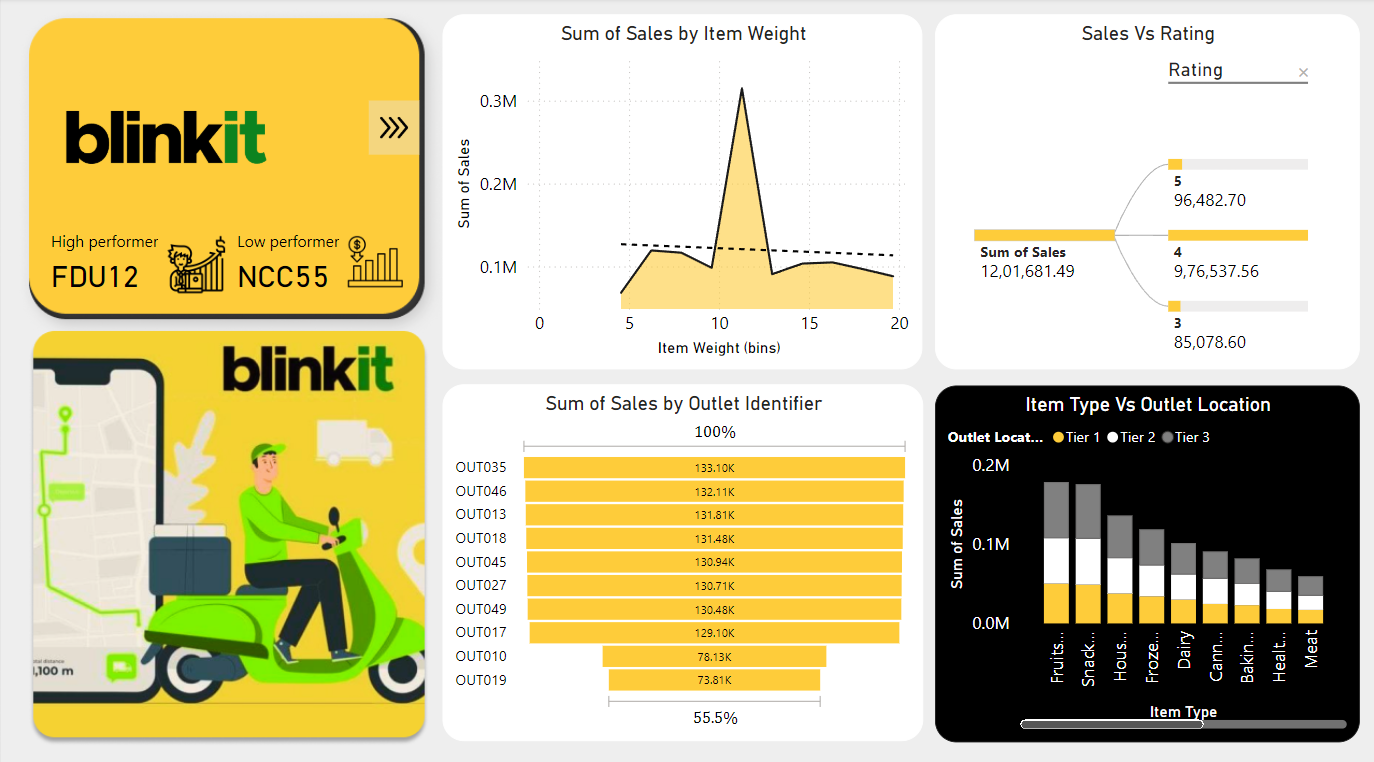 blinkit
High performer
FDU12
Low performer
NCC55
blinkit
1,100 m
Sum of Sales by Item Weight
Sum of Sales
0.3M
0.2M
0.1M
0 5 10 15 20
Item Weight (bins)
Sales Vs Rating
Rating
Sum of Sales
12,01,681.49
5
96,482.70
4
9,76,537.56
3
85,078.60
Sum of Sales by Outlet Identifier
100%
OUT035 133.10K
OUT046 132.11K
OUT013 131.81K
OUT018 131.48K
OUT045 130.94K
OUT027 130.71K
OUT049 130.48K
OUT017 129.10K
OUT010 78.13K
OUT019 73.81K
55.5%
Item Type Vs Outlet Location
Outlet Locat... Tier 1 Tier 2 Tier 3
Sum of Sales
0.2M
0.1M
0.0M
Fruits...
Snack...
Hous...
Froze...
Dairy
Cann...
Bakin...
Healt...
Meat
Item Type